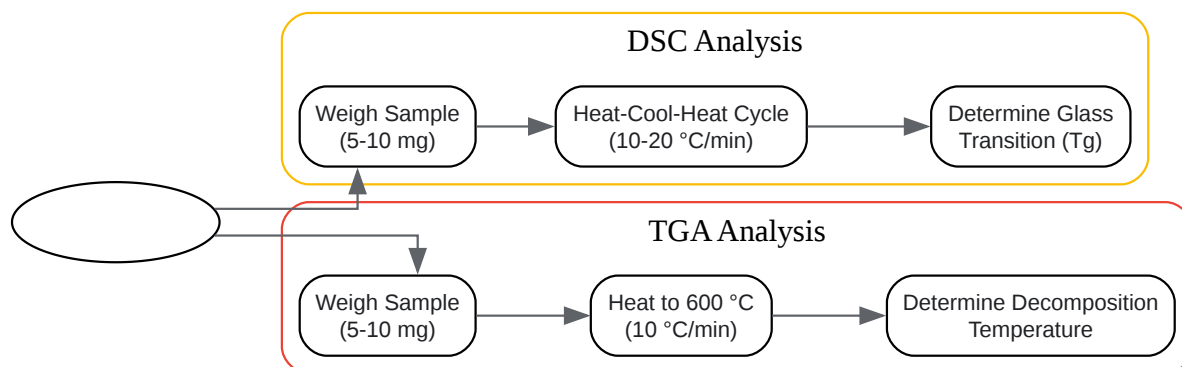 DSC Analysis
Weigh Sample
(5-10 mg)
Heat-Cool-Heat Cycle
(10-20 °C/min)
Determine Glass
Transition (Tg)
TGA Analysis
Weigh Sample
(5-10 mg)
Heat to 600 °C
(10 °C/min)
Determine Decomposition
Temperature